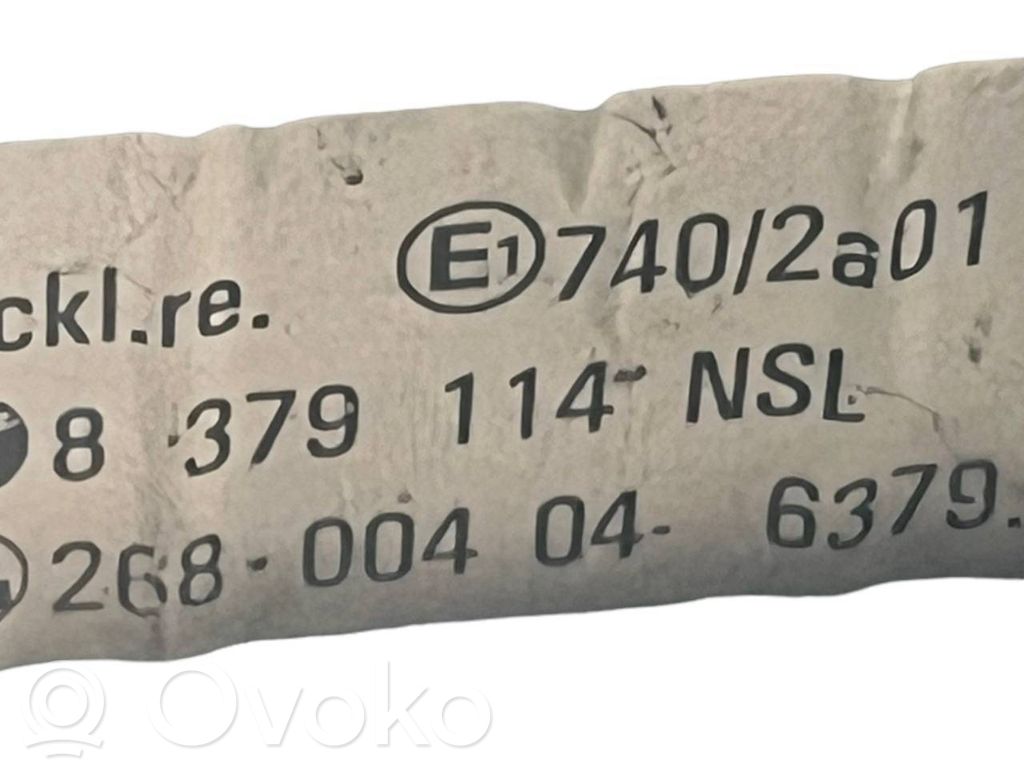 ckl.re. E1 740/2a01
8 379 114 NSL
268-004 04- 6379.
Ovoko